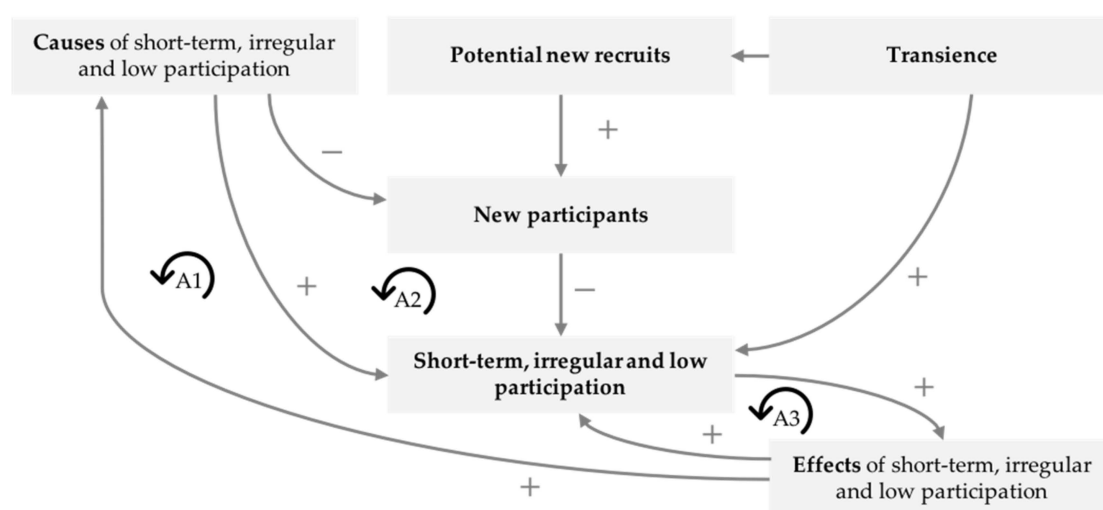 Causes of short-term, irregular
and low participation
Potential new recruits
Transience
+
−
New participants
A1
+
A2
−
+
Short-term, irregular and low
participation
+
A3
+
Effects of short-term, irregular
and low participation
+